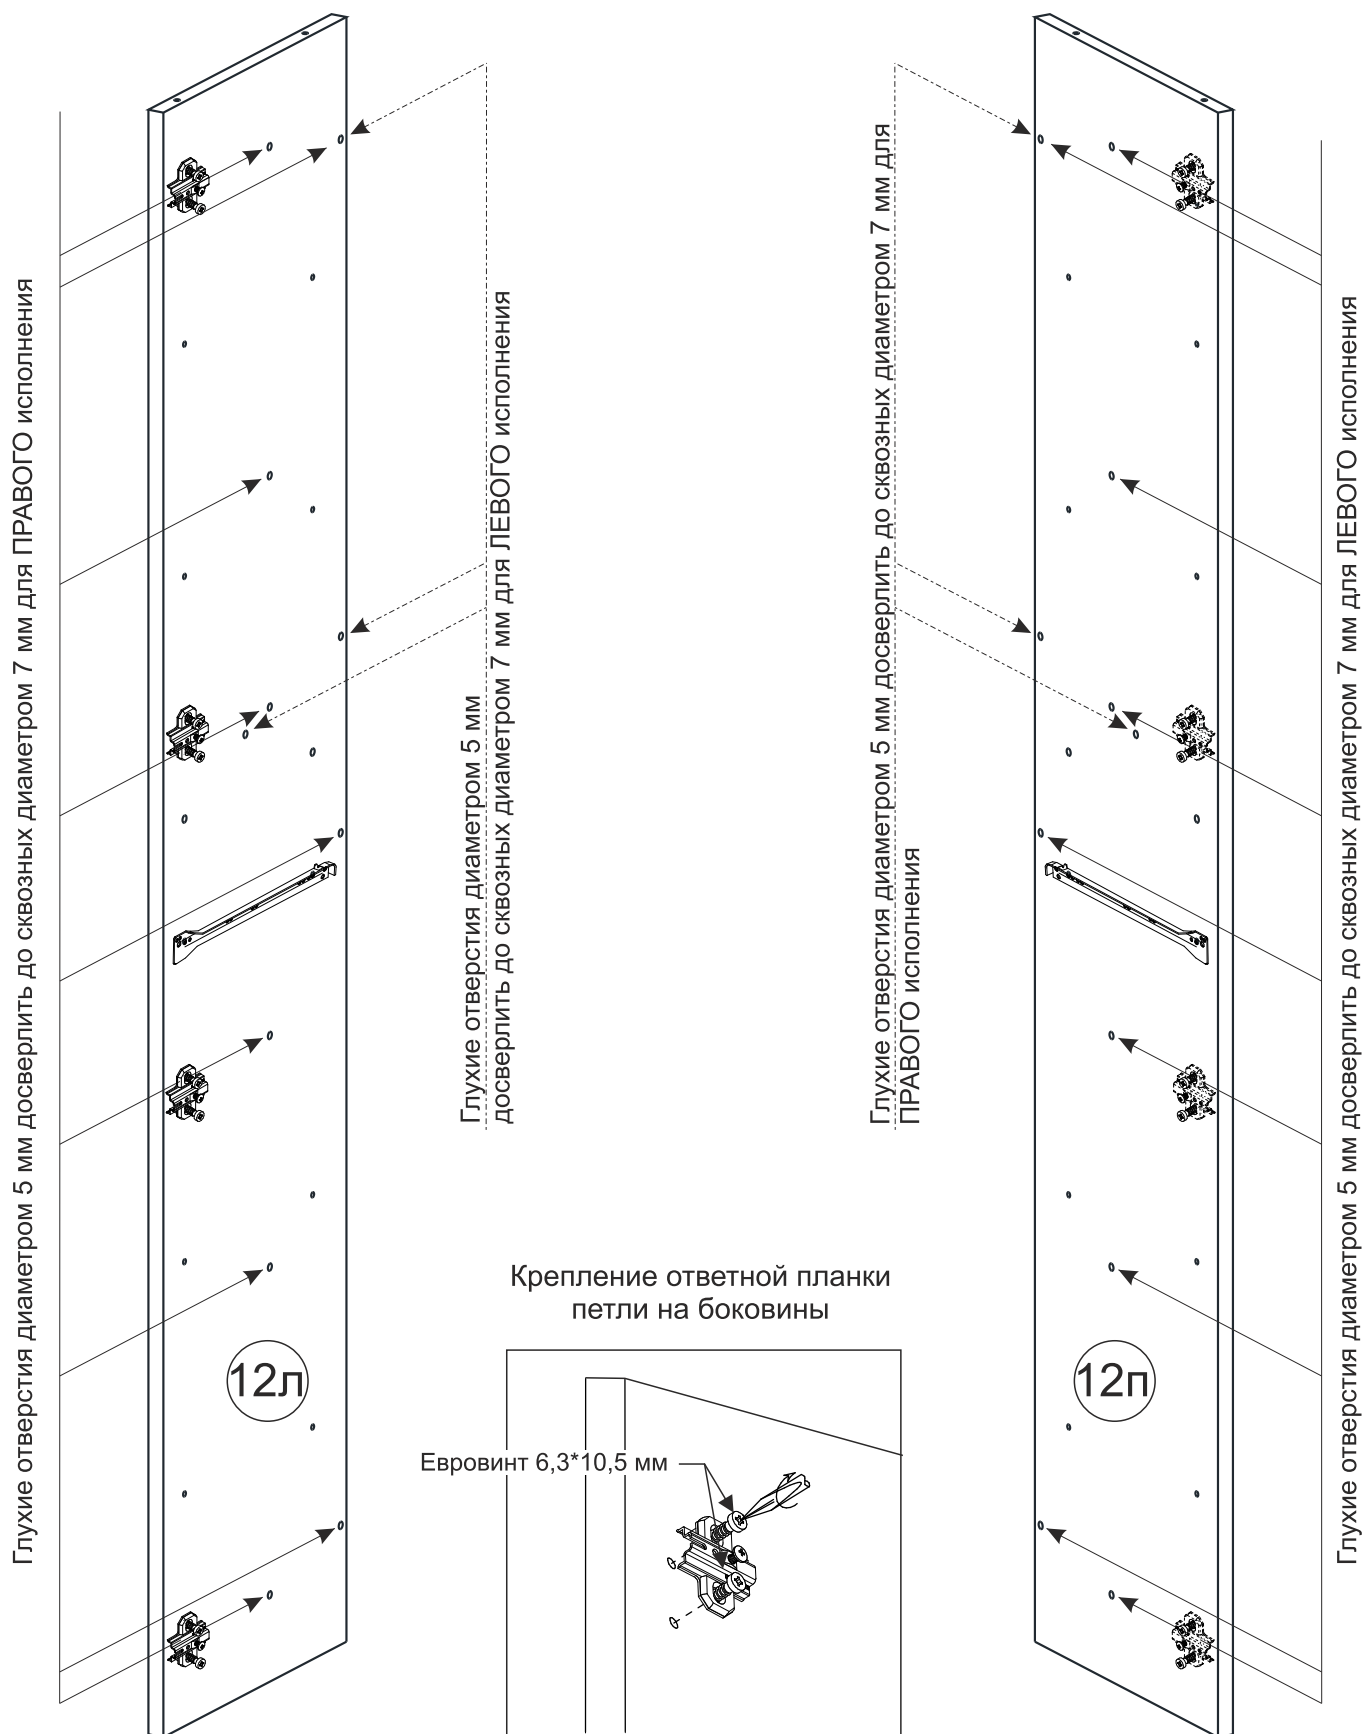 Глухие отверстия диаметром 5 мм досверлить до сквозных диаметром 7 мм для ПРАВОГО исполнения
Глухие отверстия диаметром 5 мм
досверлить до сквозных диаметром 7 мм для ЛЕВОГО исполнения
Глухие отверстия диаметром 5 мм досверлить до сквозных диаметром 7 мм для
ПРАВОГО исполнения
Глухие отверстия диаметром 5 мм досверлить до сквозных диаметром 7 мм для ЛЕВОГО исполнения
12л
12п
Крепление ответной планки
петли на боковины
Евровинт 6,3*10,5 мм